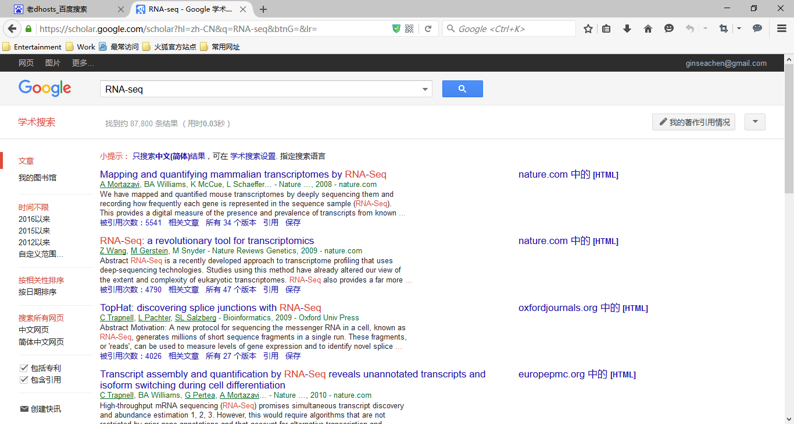 老dhosts_百度搜索
RNA-seq - Google 学术...
https://scholar.google.com/scholar?hl=zh-CN&q=RNA-seq&btnG=&lr=
Google <Ctrl+K>
Entertainment
Work
最常访问
火狐官方站点
常用网址
网页
图片
更多...
ginseachen@gmail.com
Google
RNA-seq
学术搜索
找到约 87,800 条结果 （用时0.03秒）
我的著作引用情况
文章
我的图书馆
时间不限
2016以来
2015以来
2012以来
自定义范围...
按相关性排序
按日期排序
搜索所有网页
中文网页
简体中文网页
包括专利
包含引用
创建快讯
小提示： 只搜索中文(简体)结果，可在 学术搜索设置. 指定搜索语言
Mapping and quantifying mammalian transcriptomes by RNA-Seq
A Mortazavi, BA Williams, K McCue, L Schaeffer… - Nature …, 2008 - nature.com
We have mapped and quantified mouse transcriptomes by deeply sequencing them and
recording how frequently each gene is represented in the sequence sample (RNA-Seq).
This provides a digital measure of the presence and prevalence of transcripts from known ...
被引用次数：5541 相关文章 所有 34 个版本 引用 保存
nature.com 中的 [HTML]
RNA-Seq: a revolutionary tool for transcriptomics
Z Wang, M Gerstein, M Snyder - Nature Reviews Genetics, 2009 - nature.com
Abstract RNA-Seq is a recently developed approach to transcriptome profiling that uses
deep-sequencing technologies. Studies using this method have already altered our view of
the extent and complexity of eukaryotic transcriptomes. RNA-Seq also provides a far more ...
被引用次数：4790 相关文章 所有 47 个版本 引用 保存
nature.com 中的 [HTML]
TopHat: discovering splice junctions with RNA-Seq
C Trapnell, L Pachter, SL Salzberg - Bioinformatics, 2009 - Oxford Univ Press
Abstract Motivation: A new protocol for sequencing the messenger RNA in a cell, known as
RNA-Seq, generates millions of short sequence fragments in a single run. These fragments,
or 'reads', can be used to measure levels of gene expression and to identify novel splice ...
被引用次数：4026 相关文章 所有 27 个版本 引用 保存
oxfordjournals.org 中的 [HTML]
Transcript assembly and quantification by RNA-Seq reveals unannotated transcripts and
isoform switching during cell differentiation
C Trapnell, BA Williams, G Pertea, A Mortazavi… - Nature …, 2010 - nature.com
High-throughput mRNA sequencing (RNA-Seq) promises simultaneous transcript discovery
and abundance estimation 1, 2, 3. However, this would require algorithms that are not
europepmc.org 中的 [HTML]